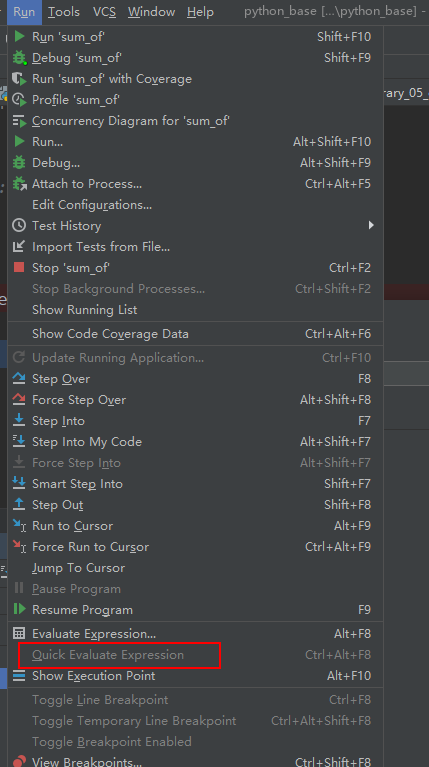 Run Tools VCS Window Help python_base [...\python_base] -
Run 'sum_of' Shift+F10
Debug 'sum_of' Shift+F9
Run 'sum_of' with Coverage
Profile 'sum_of'
rary_05_
Concurrency Diagram for 'sum_of'
Run... Alt+Shift+F10
Debug... Alt+Shift+F9
Attach to Process... Ctrl+Alt+F5
Edit Configurations...
Test History
Import Tests from File...
Stop 'sum_of' Ctrl+F2
Stop Background Processes... Ctrl+Shift+F2
Show Running List
Show Code Coverage Data Ctrl+Alt+F6
Update Running Application... Ctrl+F10
Step Over F8
Force Step Over Alt+Shift+F8
Step Into F7
Step Into My Code Alt+Shift+F7
Force Step Into Alt+Shift+F7
Smart Step Into Shift+F7
Step Out Shift+F8
Run to Cursor Alt+F9
Force Run to Cursor Ctrl+Alt+F9
Jump To Cursor
Pause Program
Resume Program F9
Evaluate Expression... Alt+F8
Quick Evaluate Expression Ctrl+Alt+F8
Show Execution Point Alt+F10
Toggle Line Breakpoint Ctrl+F8
Toggle Temporary Line Breakpoint Ctrl+Alt+Shift+F8
Toggle Breakpoint Enabled
View Breakpoints... Ctrl+Shift+F8